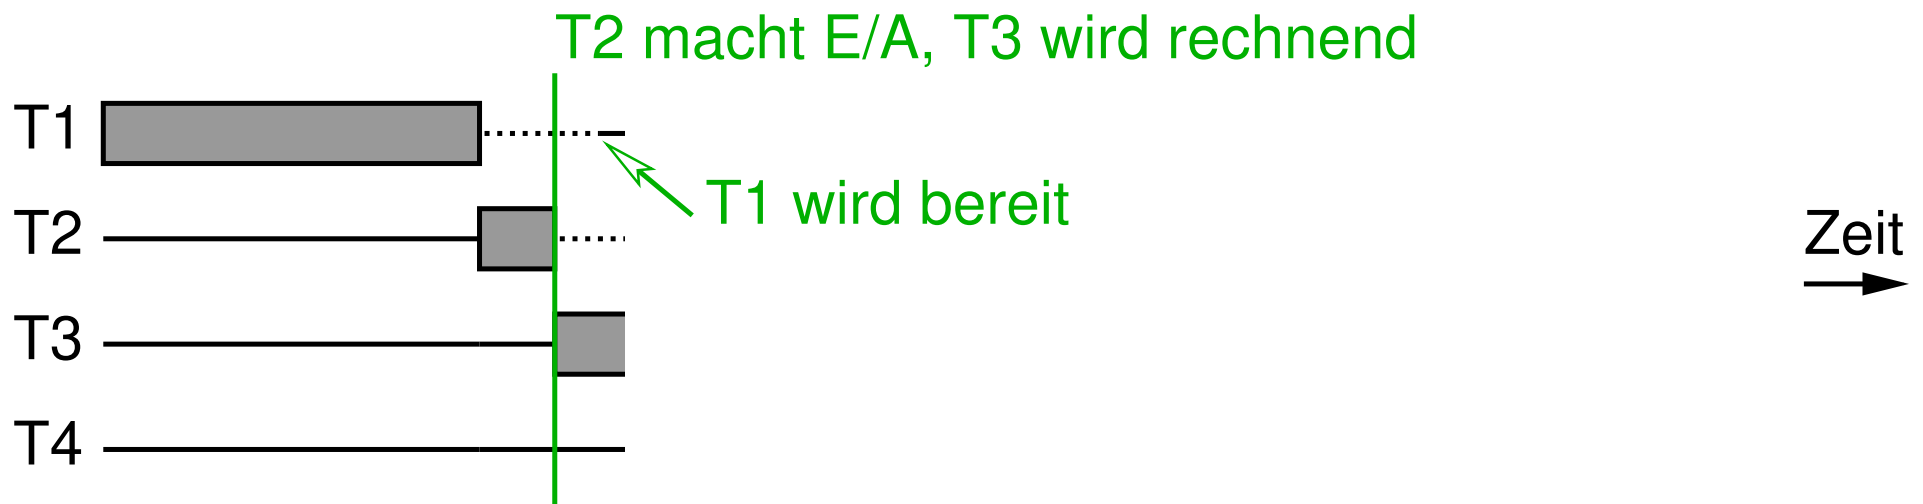 T2 macht E/A, T3 wird rechnend
T1
T1 wird bereit
T2
Zeit
T3
T4